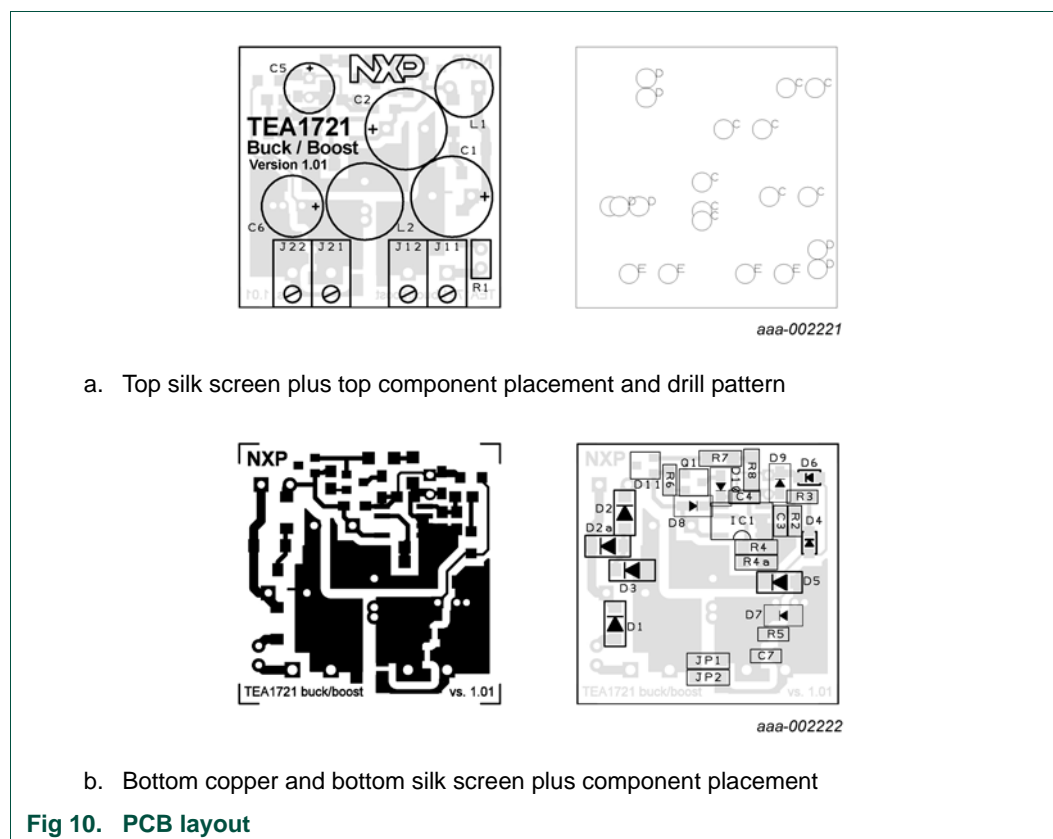 NXP
C5
+
C2
+
L1
TEA1721
Buck / Boost
Version 1.01
C1
+
+
C6
L2
J22 J21 J12 J11
R1
D
D
C C
C C
C
D
C C
C
C
D
D
E E E E
aaa-002221
a. Top silk screen plus top component placement and drill pattern
NXP
TEA1721 buck/boost vs. 1.01
NXP
R7
D9
D6
Q1
R8
D11
R6
D10
C4
R3
D2
D8
IC1
C3
R2
D4
D2a
R4
R4a
D3
D5
D7
D1
R5
C7
JP1
JP2
TEA1721 buck/boost vs. 1.01
aaa-002222
b. Bottom copper and bottom silk screen plus component placement
Fig 10. PCB layout